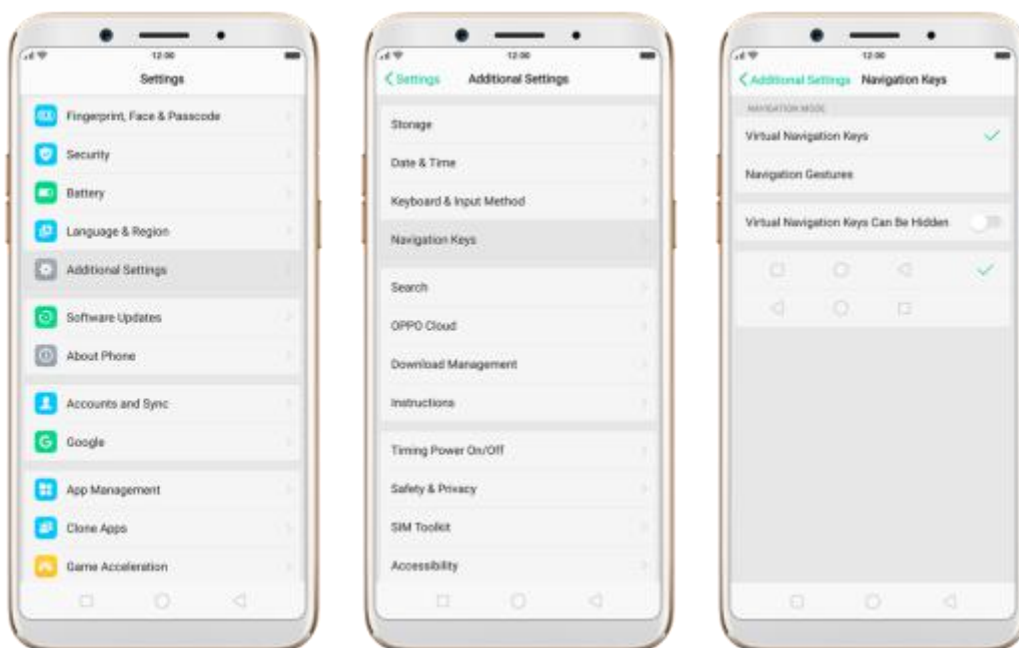 12:00
Settings
Fingerprint, Face & Passcode
Security
Battery
Language & Region
Additional Settings
Software Updates
About Phone
Accounts and Sync
Google
App Management
Clone Apps
Game Acceleration
12:00
Settings Additional Settings
Storage
Date & Time
Keyboard & Input Method
Navigation Keys
Search
OPPO Cloud
Download Management
Instructions
Timing Power On/Off
Safety & Privacy
SIM Toolkit
Accessibility
12:00
Additional Settings Navigation Keys
NAVIGATION MODE
Virtual Navigation Keys
Navigation Gestures
Virtual Navigation Keys Can Be Hidden